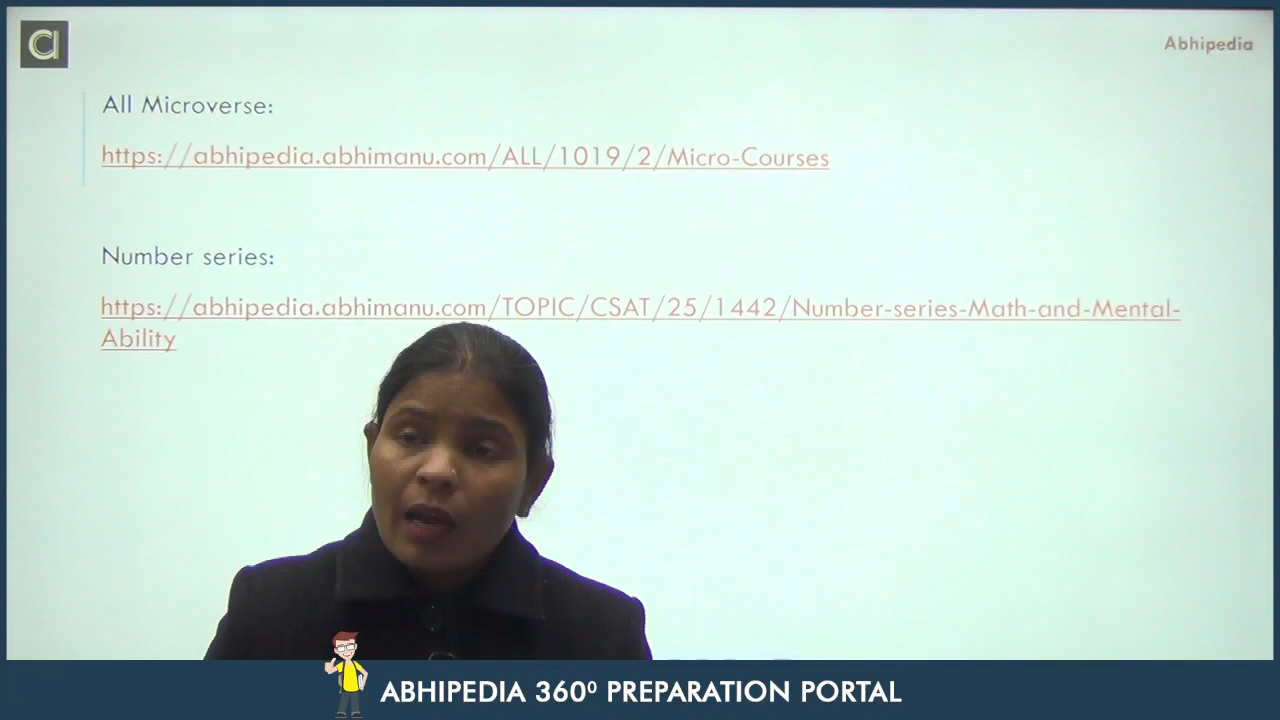 Abhipedia
All Microverse:
https://abhipedia.abhimanu.com/ALL/1019/2/Micro-Courses
Number series:
https://abhipedia.abhimanu.com/TOPIC/CSAT/25/1442/Number-series-Math-and-Mental-
Ability
ABHIPEDIA 360⁰ PREPARATION PORTAL